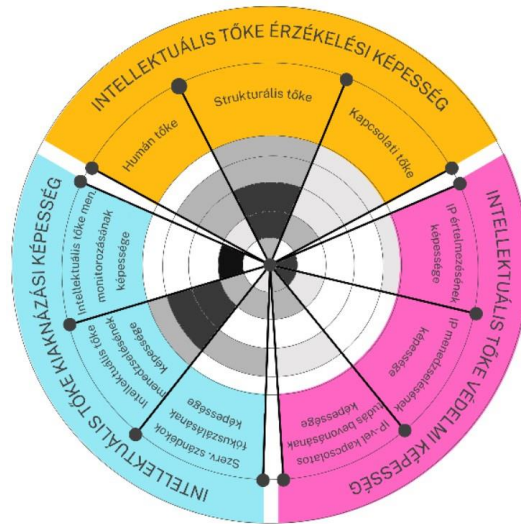 INTELLEKTUÁLIS TŐKE ÉRZÉKELÉSI KÉPESSÉG
Humán tőke
Strukturális tőke
Kapcsolati tőke
INTELLEKTUÁLIS TŐKE VÉDELMI KÉPESSÉG
IP értelmezésének
képessége
IP menedzselésének
képessége
IP-vel kapcsolatos
tudás bevonásának
képessége
INTELLEKTUÁLIS TŐKE KIAKNÁZÁSI KÉPESSÉG
Szerv. szándékok
fókuszálásának
képessége
Intellektuális tőke
menedzselésének
képessége
Intellektuális tőke men.
monitorozásának
képessége